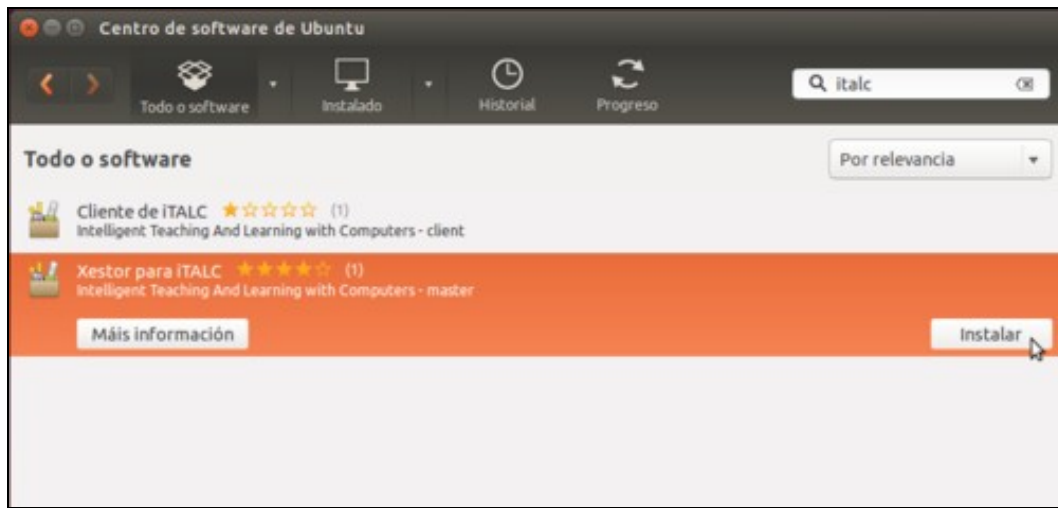 Centro de software de Ubuntu
Todo o software
Instalado
Historial
Progreso
italc
Todo o software
Por relevancia
Cliente de iTALC (1)
Intelligent Teaching And Learning with Computers - client
Xestor para iTALC (1)
Intelligent Teaching And Learning with Computers - master
Máis información
Instalar